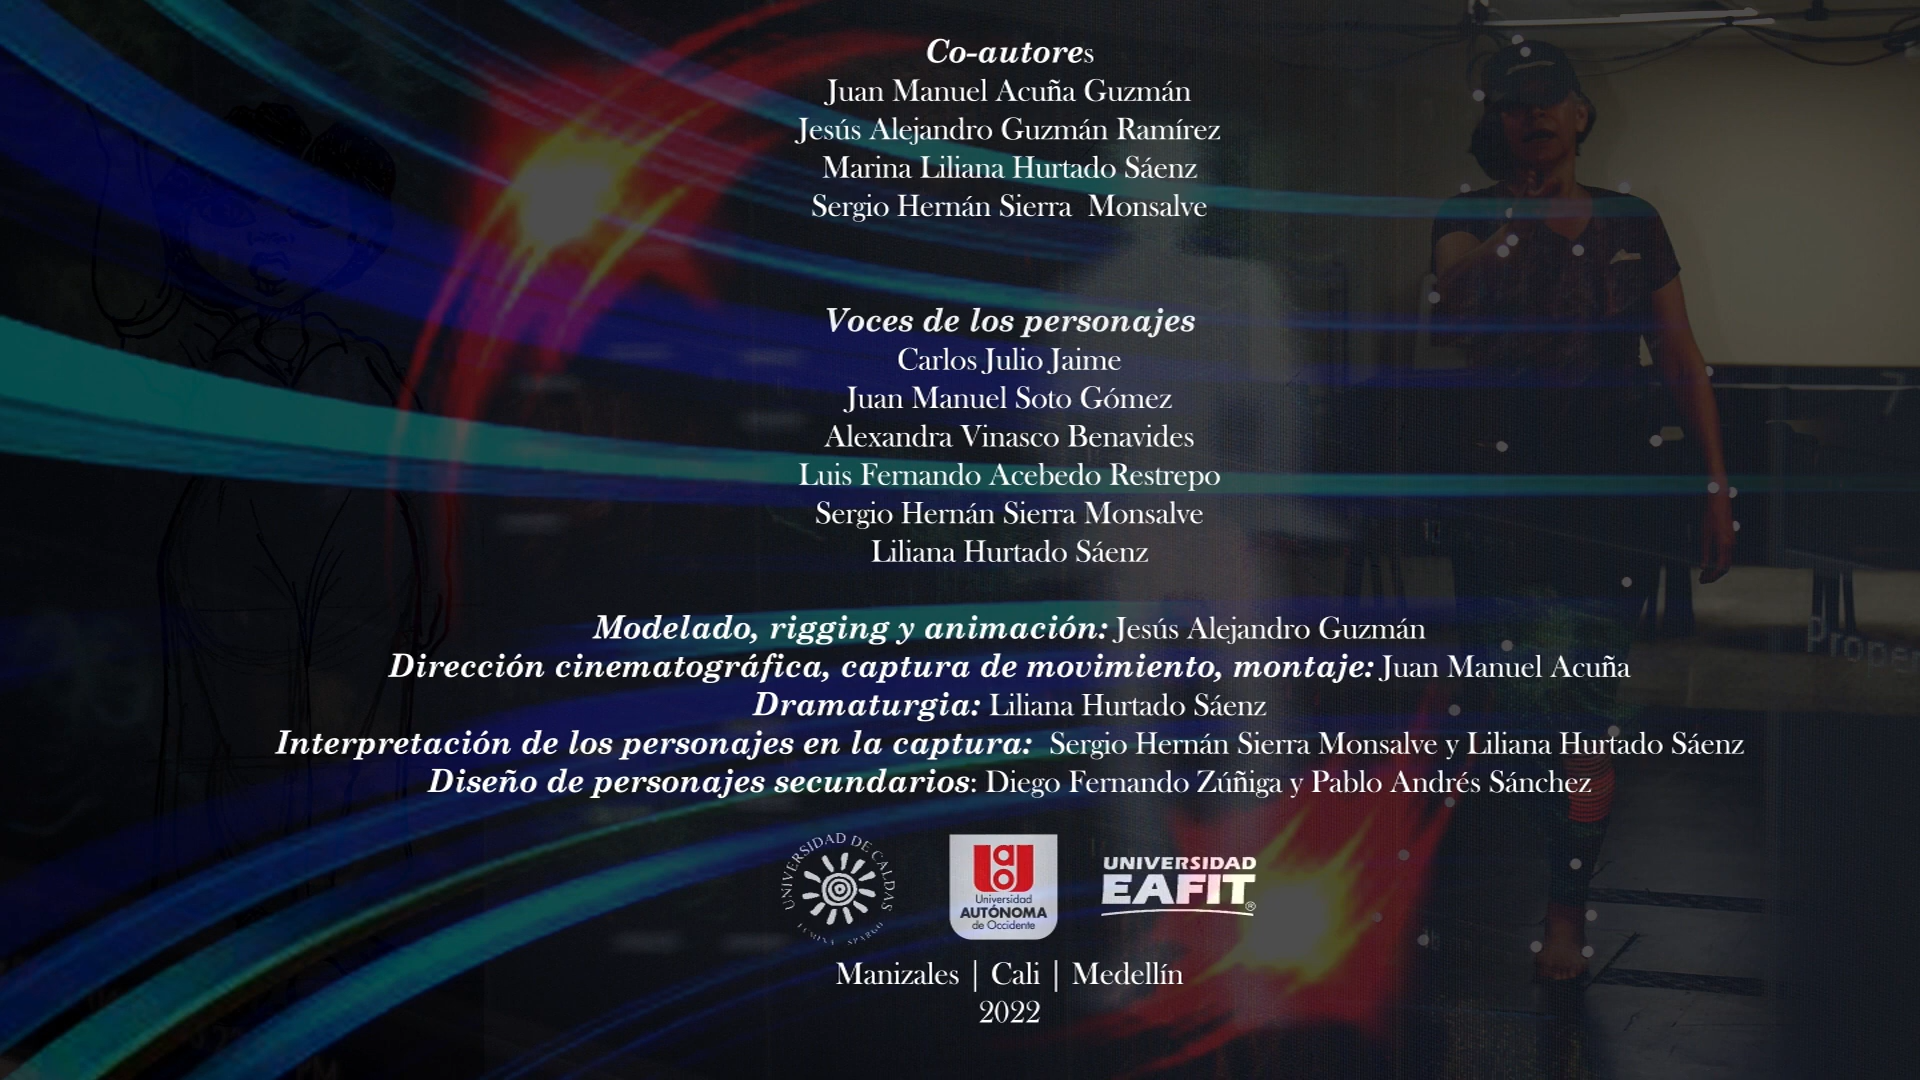 Co-autores
Juan Manuel Acuña Guzmán
Jesús Alejandro Guzmán Ramírez
Marina Liliana Hurtado Sáenz
Sergio Hernán Sierra  Monsalve
Voces de los personajes
Carlos Julio Jaime
Juan Manuel Soto Gómez
Alexandra Vinasco Benavides
Luis Fernando Acebedo Restrepo
Sergio Hernán Sierra Monsalve
Liliana Hurtado Sáenz
Modelado, rigging y animación: Jesús Alejandro Guzmán
Dirección cinematográfica, captura de movimiento, montaje: Juan Manuel Acuña
Dramaturgia: Liliana Hurtado Sáenz
Interpretación de los personajes en la captura:  Sergio Hernán Sierra Monsalve y Liliana Hurtado Sáenz
Diseño de personajes secundarios: Diego Fernando Zúñiga y Pablo Andrés Sánchez
UNIVERSIDAD DE CALDAS
LUMINA SPARGO
Universidad
AUTÓNOMA
de Occidente
UNIVERSIDAD
EAFIT®
Manizales | Cali | Medellín
2022